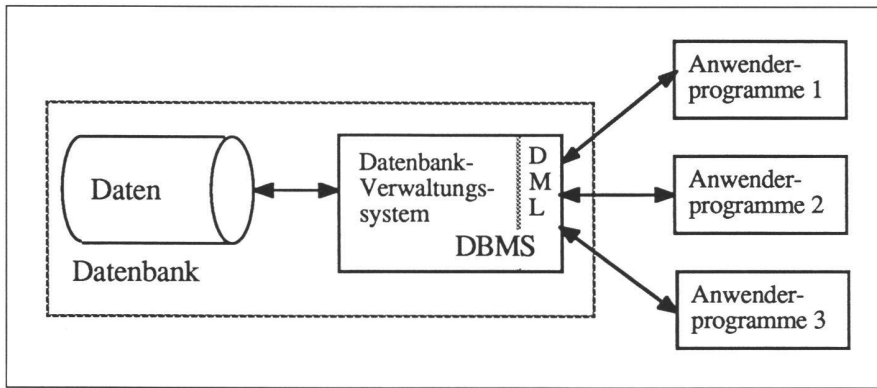 Daten
Datenbank
Datenbank-
Verwaltungs-
system
DBMS
D
M
L
Anwender-
programme 1
Anwender-
programme 2
Anwender-
programme 3